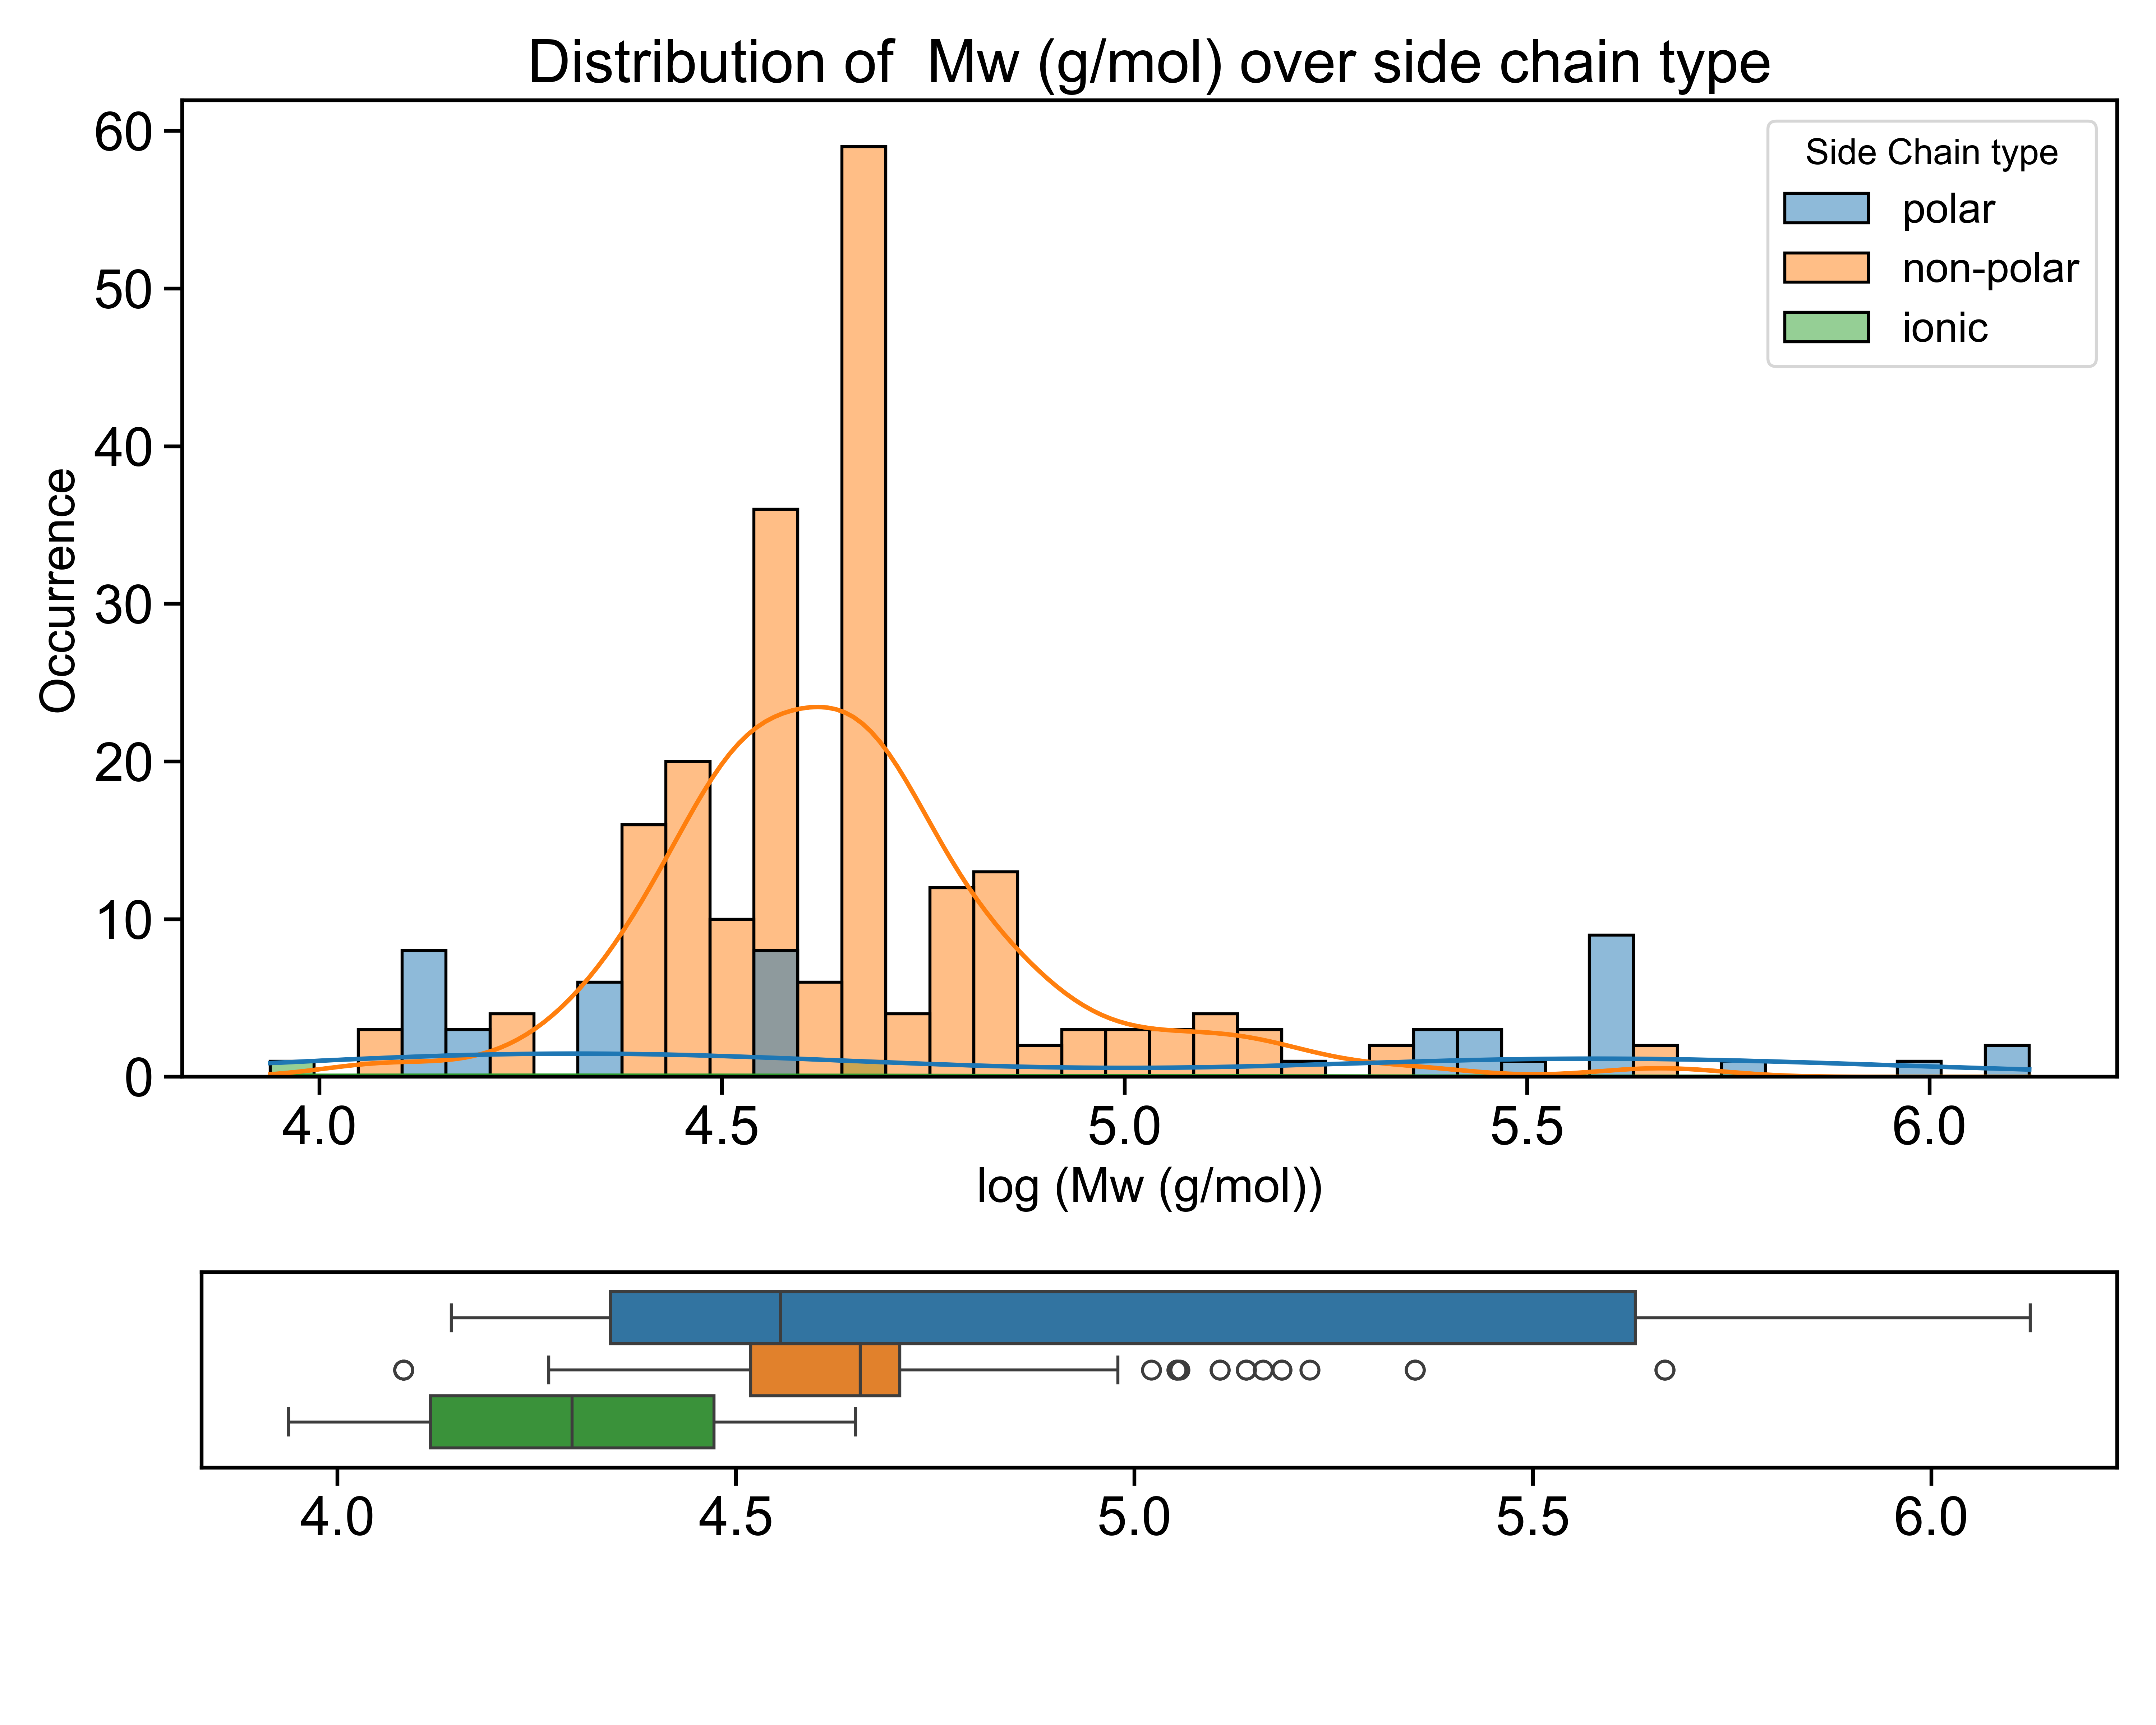 Distribution of  Mw (g/mol) over side chain type
60
50
40
30
20
10
0
Occurrence
Side Chain type
polar
non-polar
ionic
4.0 4.5 5.0 5.5 6.0
log (Mw (g/mol))
4.0 4.5 5.0 5.5 6.0